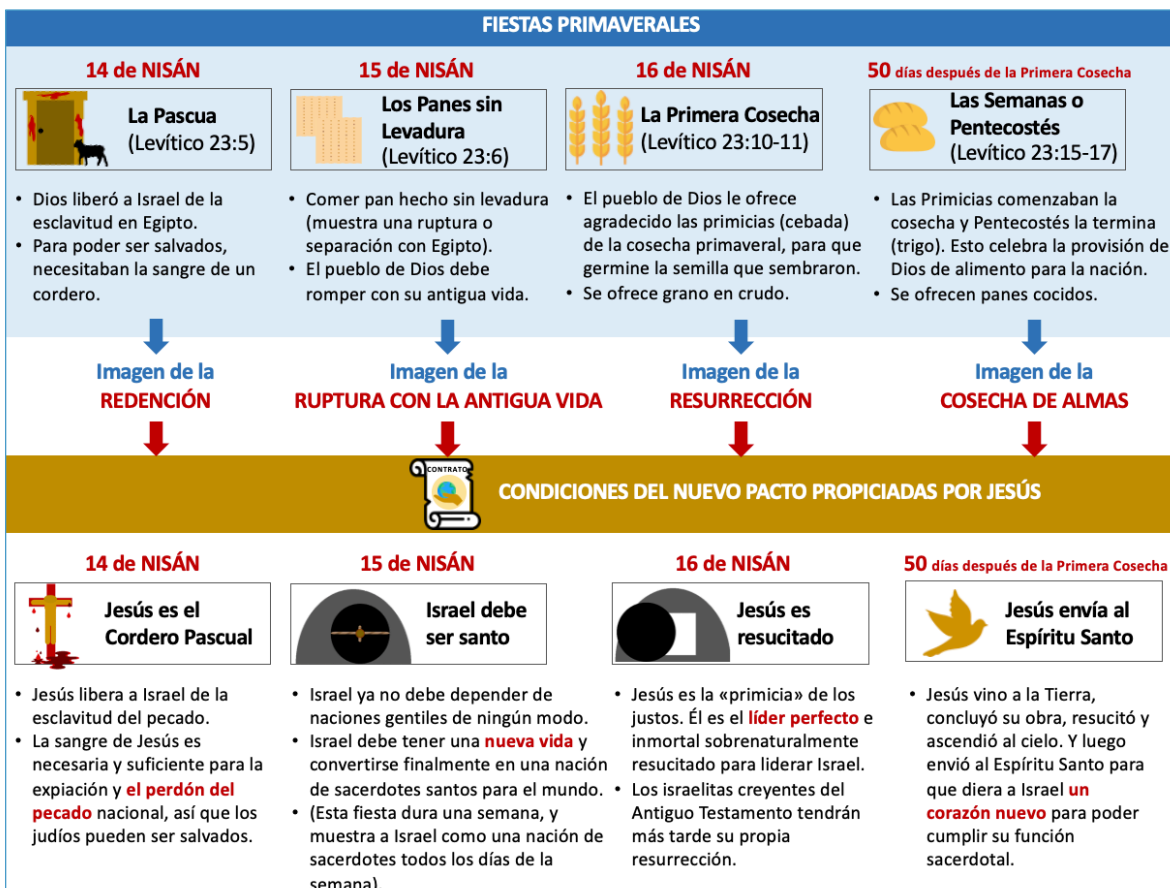 FIESTAS PRIMAVERALES
14 de NISÁN
La Pascua
(Levítico 23:5)
• Dios liberó a Israel de la
esclavitud en Egipto.
• Para poder ser salvados,
necesitaban la sangre de un
cordero.
Imagen de la
REDENCIÓN
15 de NISÁN
Los Panes sin
Levadura
(Levítico 23:6)
• Comer pan hecho sin levadura
(muestra una ruptura o
separación con Egipto).
• El pueblo de Dios debe
romper con su antigua vida.
Imagen de la
RUPTURA CON LA ANTIGUA VIDA
16 de NISÁN
La Primera Cosecha
(Levítico 23:10-11)
• El pueblo de Dios le ofrece
agradecido las primicias (cebada)
de la cosecha primaveral, para que
germine la semilla que sembraron.
• Se ofrece grano en crudo.
Imagen de la
RESURRECCIÓN
50 días después de la Primera Cosecha
Las Semanas o
Pentecostés
(Levítico 23:15-17)
• Las Primicias comenzaban la
cosecha y Pentecostés la termina
(trigo). Esto celebra la provisión de
Dios de alimento para la nación.
• Se ofrecen panes cocidos.
Imagen de la
COSECHA DE ALMAS
CONTRATO
CONDICIONES DEL NUEVO PACTO PROPICIADAS POR JESÚS
14 de NISÁN
Jesús es el
Cordero Pascual
• Jesús libera a Israel de la
esclavitud del pecado.
• La sangre de Jesús es
necesaria y suficiente para la
expiación y el perdón del
pecado nacional, así que los
judíos pueden ser salvados.
15 de NISÁN
Israel debe
ser santo
• Israel ya no debe depender de
naciones gentiles de ningún modo.
• Israel debe tener una nueva vida y
convertirse finalmente en una nación
de sacerdotes santos para el mundo.
• (Esta fiesta dura una semana, y
muestra a Israel como una nación de
sacerdotes todos los días de la
semana).
16 de NISÁN
Jesús es
resucitado
• Jesús es la «primicia» de los
justos. Él es el líder perfecto e
inmortal sobrenaturalmente
resucitado para liderar Israel.
• Los israelitas creyentes del
Antiguo Testamento tendrán
más tarde su propia
resurrección.
50 días después de la Primera Cosecha
Jesús envía al
Espíritu Santo
• Jesús vino a la Tierra,
concluyó su obra, resucitó y
ascendió al cielo. Y luego
envió al Espíritu Santo para
que diera a Israel un
corazón nuevo para poder
cumplir su función
sacerdotal.